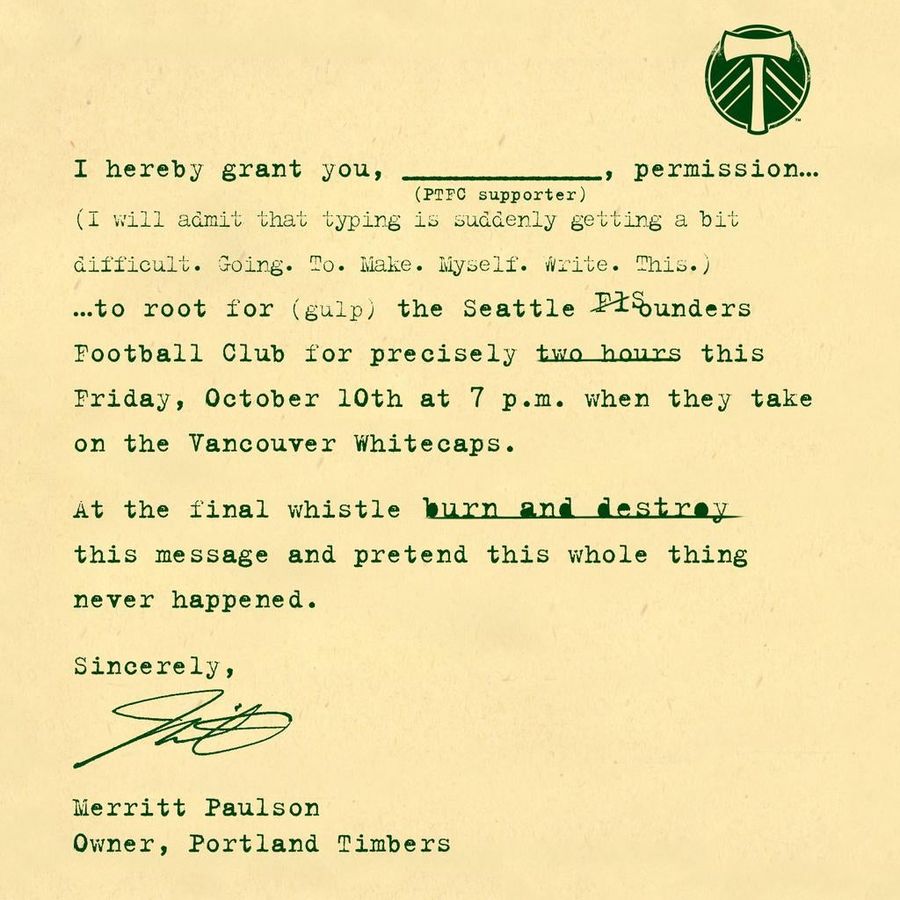 I hereby grant you, ____________, permission...
(PTFC supporter)
(I will admit that typing is suddenly getting a bit
difficult. Going. To. Make. Myself. Write. This.)
...to root for (gulp) the Seattle FlSounders
Football Club for precisely two hours this
Friday, October 10th at 7 p.m. when they take
on the Vancouver Whitecaps.
At the final whistle burn and destroy
this message and pretend this whole thing
never happened.
Sincerely,
Merritt Paulson
Owner, Portland Timbers